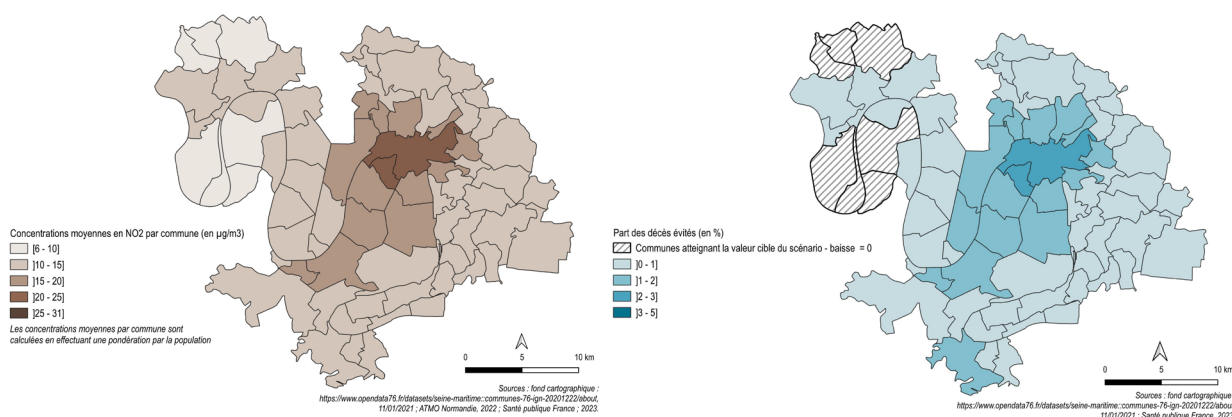 Concentrations moyennes en NO2 par commune (en µg/m3)
[6 - 10]
]10 - 15]
]15 - 20]
]20 - 25]
]25 - 31]
Les concentrations moyennes par commune sont
calculées en effectuant une pondération par la population
0 5 10 km
Sources : fond cartographique :
https://www.opendata76.fr/datasets/seine-maritime::communes-76-ign-20201222/about,
11/01/2021 ; ATMO Normandie, 2022 ; Santé publique France ; 2023.
Part des décès évités (en %)
Communes atteignant la valeur cible du scénario - baisse = 0
]0 - 1]
]1 - 2]
]2 - 3]
]3 - 5]
0 5 10 km
Sources : fond cartographique
https://www.opendata76.fr/datasets/seine-maritime::communes-76-ign-20201222/about
11/01/2021 ; Santé publique France, 2023